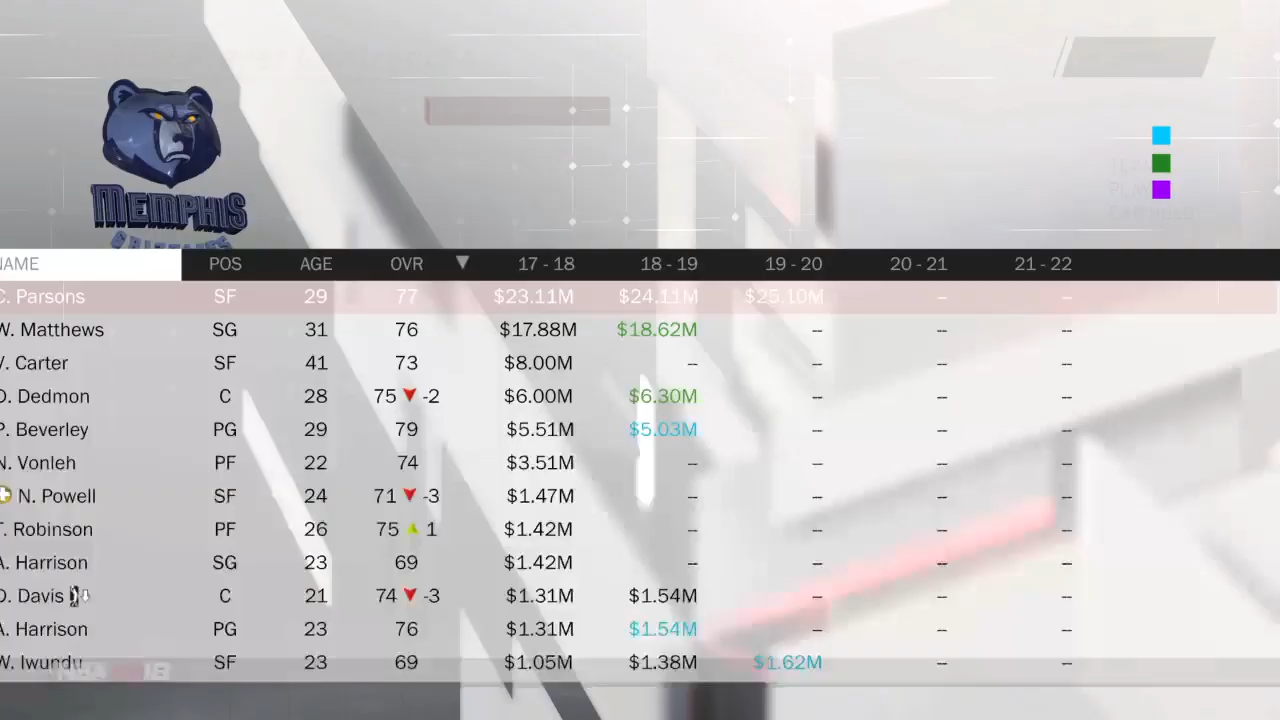 MEMPHIS
GRIZZLIES
NAME POS AGE OVR 17 - 18 18 - 19 19 - 20 20 - 21 21 - 22
C. Parsons SF 29 77 $23.11M $24.11M $25.10M -- --
W. Matthews SG 31 76 $17.88M $18.62M -- -- --
V. Carter SF 41 73 $8.00M -- -- -- --
D. Dedmon C 28 75 -2 $6.00M $6.30M -- -- --
P. Beverley PG 29 79 $5.51M $5.03M -- -- --
N. Vonleh PF 22 74 $3.51M -- -- -- --
N. Powell SF 24 71 -3 $1.47M -- -- -- --
T. Robinson PF 26 75 1 $1.42M -- -- -- --
A. Harrison SG 23 69 $1.42M -- -- -- --
D. Davis C 21 74 -3 $1.31M $1.54M -- -- --
A. Harrison PG 23 76 $1.31M $1.54M -- -- --
W. Iwundu SF 23 69 $1.05M $1.38M $1.62M -- --